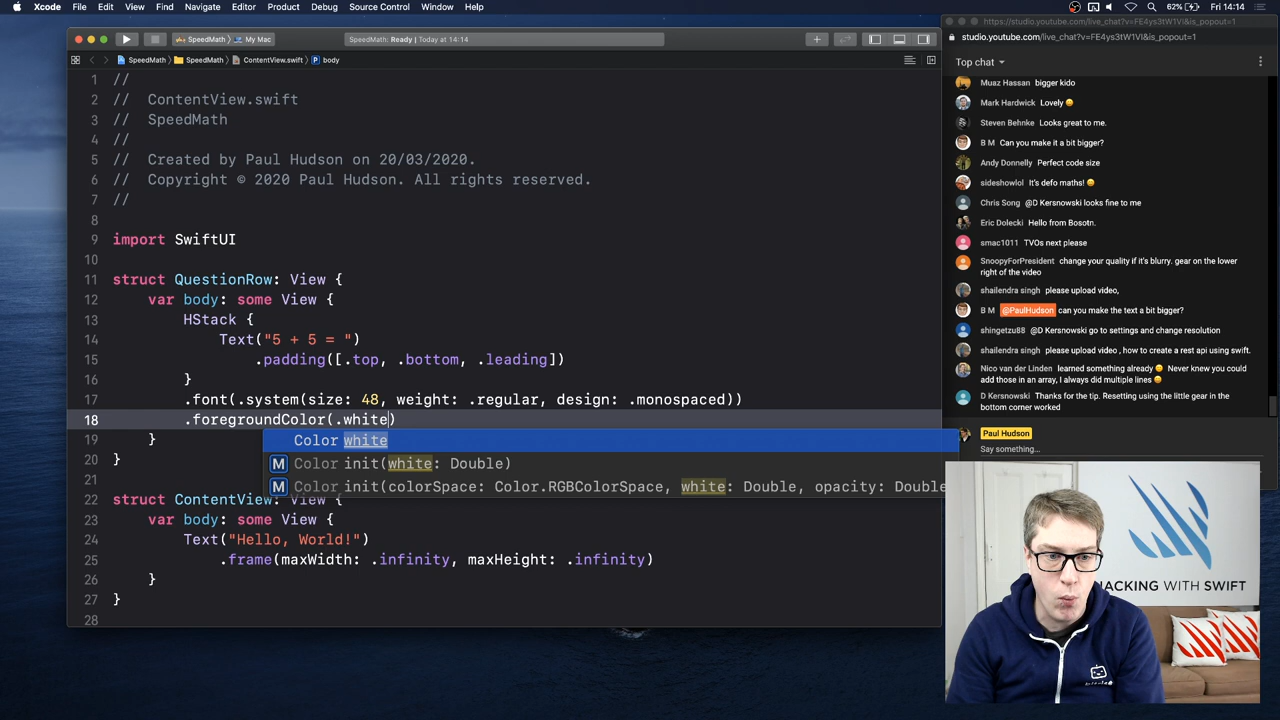 Xcode File Edit View Find Navigate Editor Product Debug Source Control Window Help 62% Fri 14:14
SpeedMath My Mac SpeedMath: Ready | Today at 14:14
SpeedMath SpeedMath ContentView.swift P body
1 //
2 // ContentView.swift
3 // SpeedMath
4 //
5 // Created by Paul Hudson on 20/03/2020.
6 // Copyright © 2020 Paul Hudson. All rights reserved.
7 //
8
9 import SwiftUI
10
11 struct QuestionRow: View {
12 var body: some View {
13 HStack {
14 Text("5 + 5 = ")
15 .padding([.top, .bottom, .leading])
16 }
17 .font(.system(size: 48, weight: .regular, design: .monospaced))
18 .foregroundColor(.white)
Color white
M Color init(white: Double)
M Color init(colorSpace: Color.RGBColorSpace, white: Double, opacity: Double
19 }
20 }
21
22 struct ContentView: View {
23 var body: some View {
24 Text("Hello, World!")
25 .frame(maxWidth: .infinity, maxHeight: .infinity)
26 }
27 }
28
https://studio.youtube.com/live_chat?v=FE4ys3tW1VI&is_popout=1
studio.youtube.com/live_chat?v=FE4ys3tW1VI&is_popout=1
Top chat
Muaz Hassan bigger kido
Mark Hardwick Lovely 😀
Steven Behnke Looks great to me.
B M Can you make it a bit bigger?
Andy Donnelly Perfect code size
sideshowlol It's defo maths! 😀
Chris Song @D Kersnowski looks fine to me
Eric Dolecki Hello from Bosotn.
smac1011 TVOs next please
SnoopyForPresident change your quality if it's blurry. gear on the lower
right of the video
shailendra singh please upload video,
B M @PaulHudson can you make the text a bit bigger?
shingetzu88 @D Kersnowski go to settings and change resolution
shailendra singh please upload video , how to create a rest api using swift.
Nico van der Linden learned something already 😊 Never knew you could
add those in an array, I always did multiple lines 😄
D Kersnowski Thanks for the tip. Resetting using the little gear in the
bottom corner worked
Paul Hudson
Say something...
HACKING WITH SWIFT